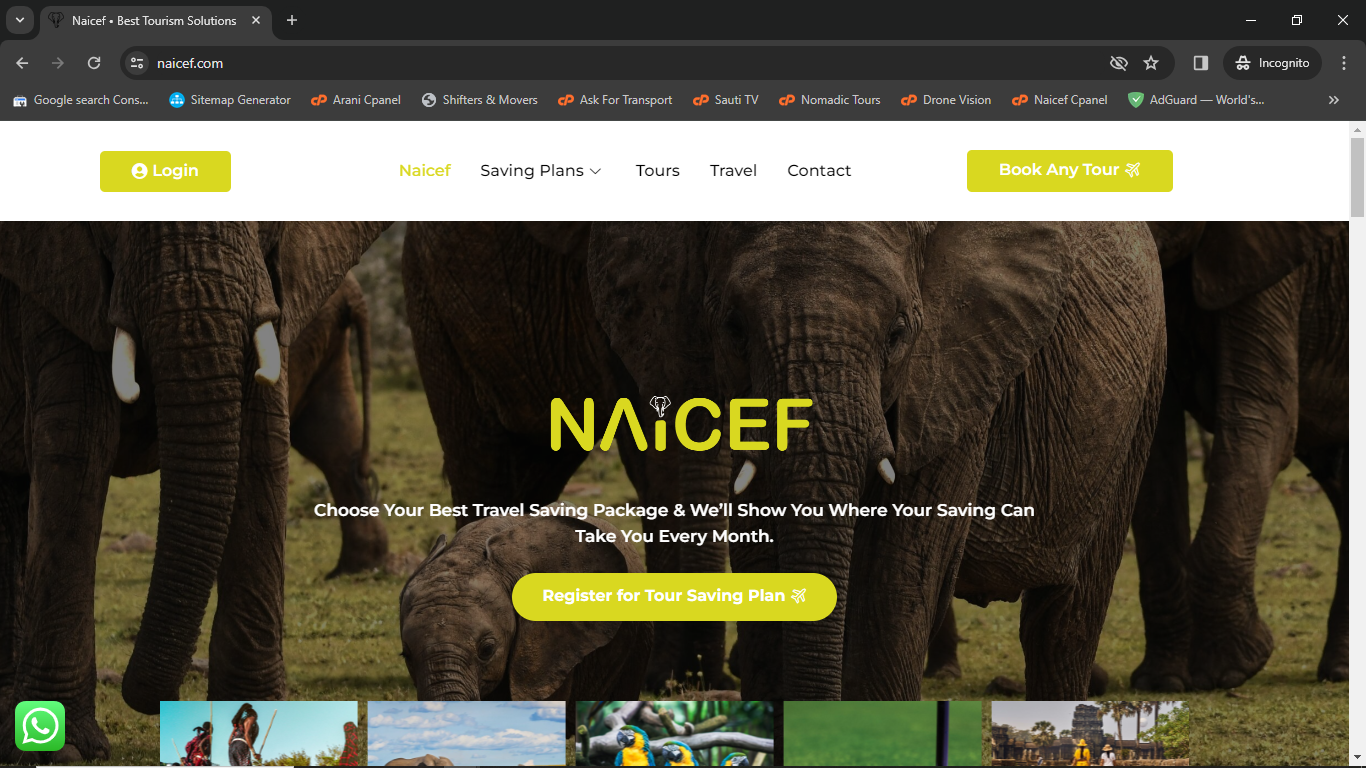 Naicef • Best Tourism Solutions
naicef.com
Incognito
Google search Cons...
Sitemap Generator
Arani Cpanel
Shifters & Movers
Ask For Transport
Sauti TV
Nomadic Tours
Drone Vision
Naicef Cpanel
AdGuard — World's...
Login
Naicef
Saving Plans
Tours
Travel
Contact
Book Any Tour
NAiCEF
Choose Your Best Travel Saving Package & We’ll Show You Where Your Saving Can
Take You Every Month.
Register for Tour Saving Plan